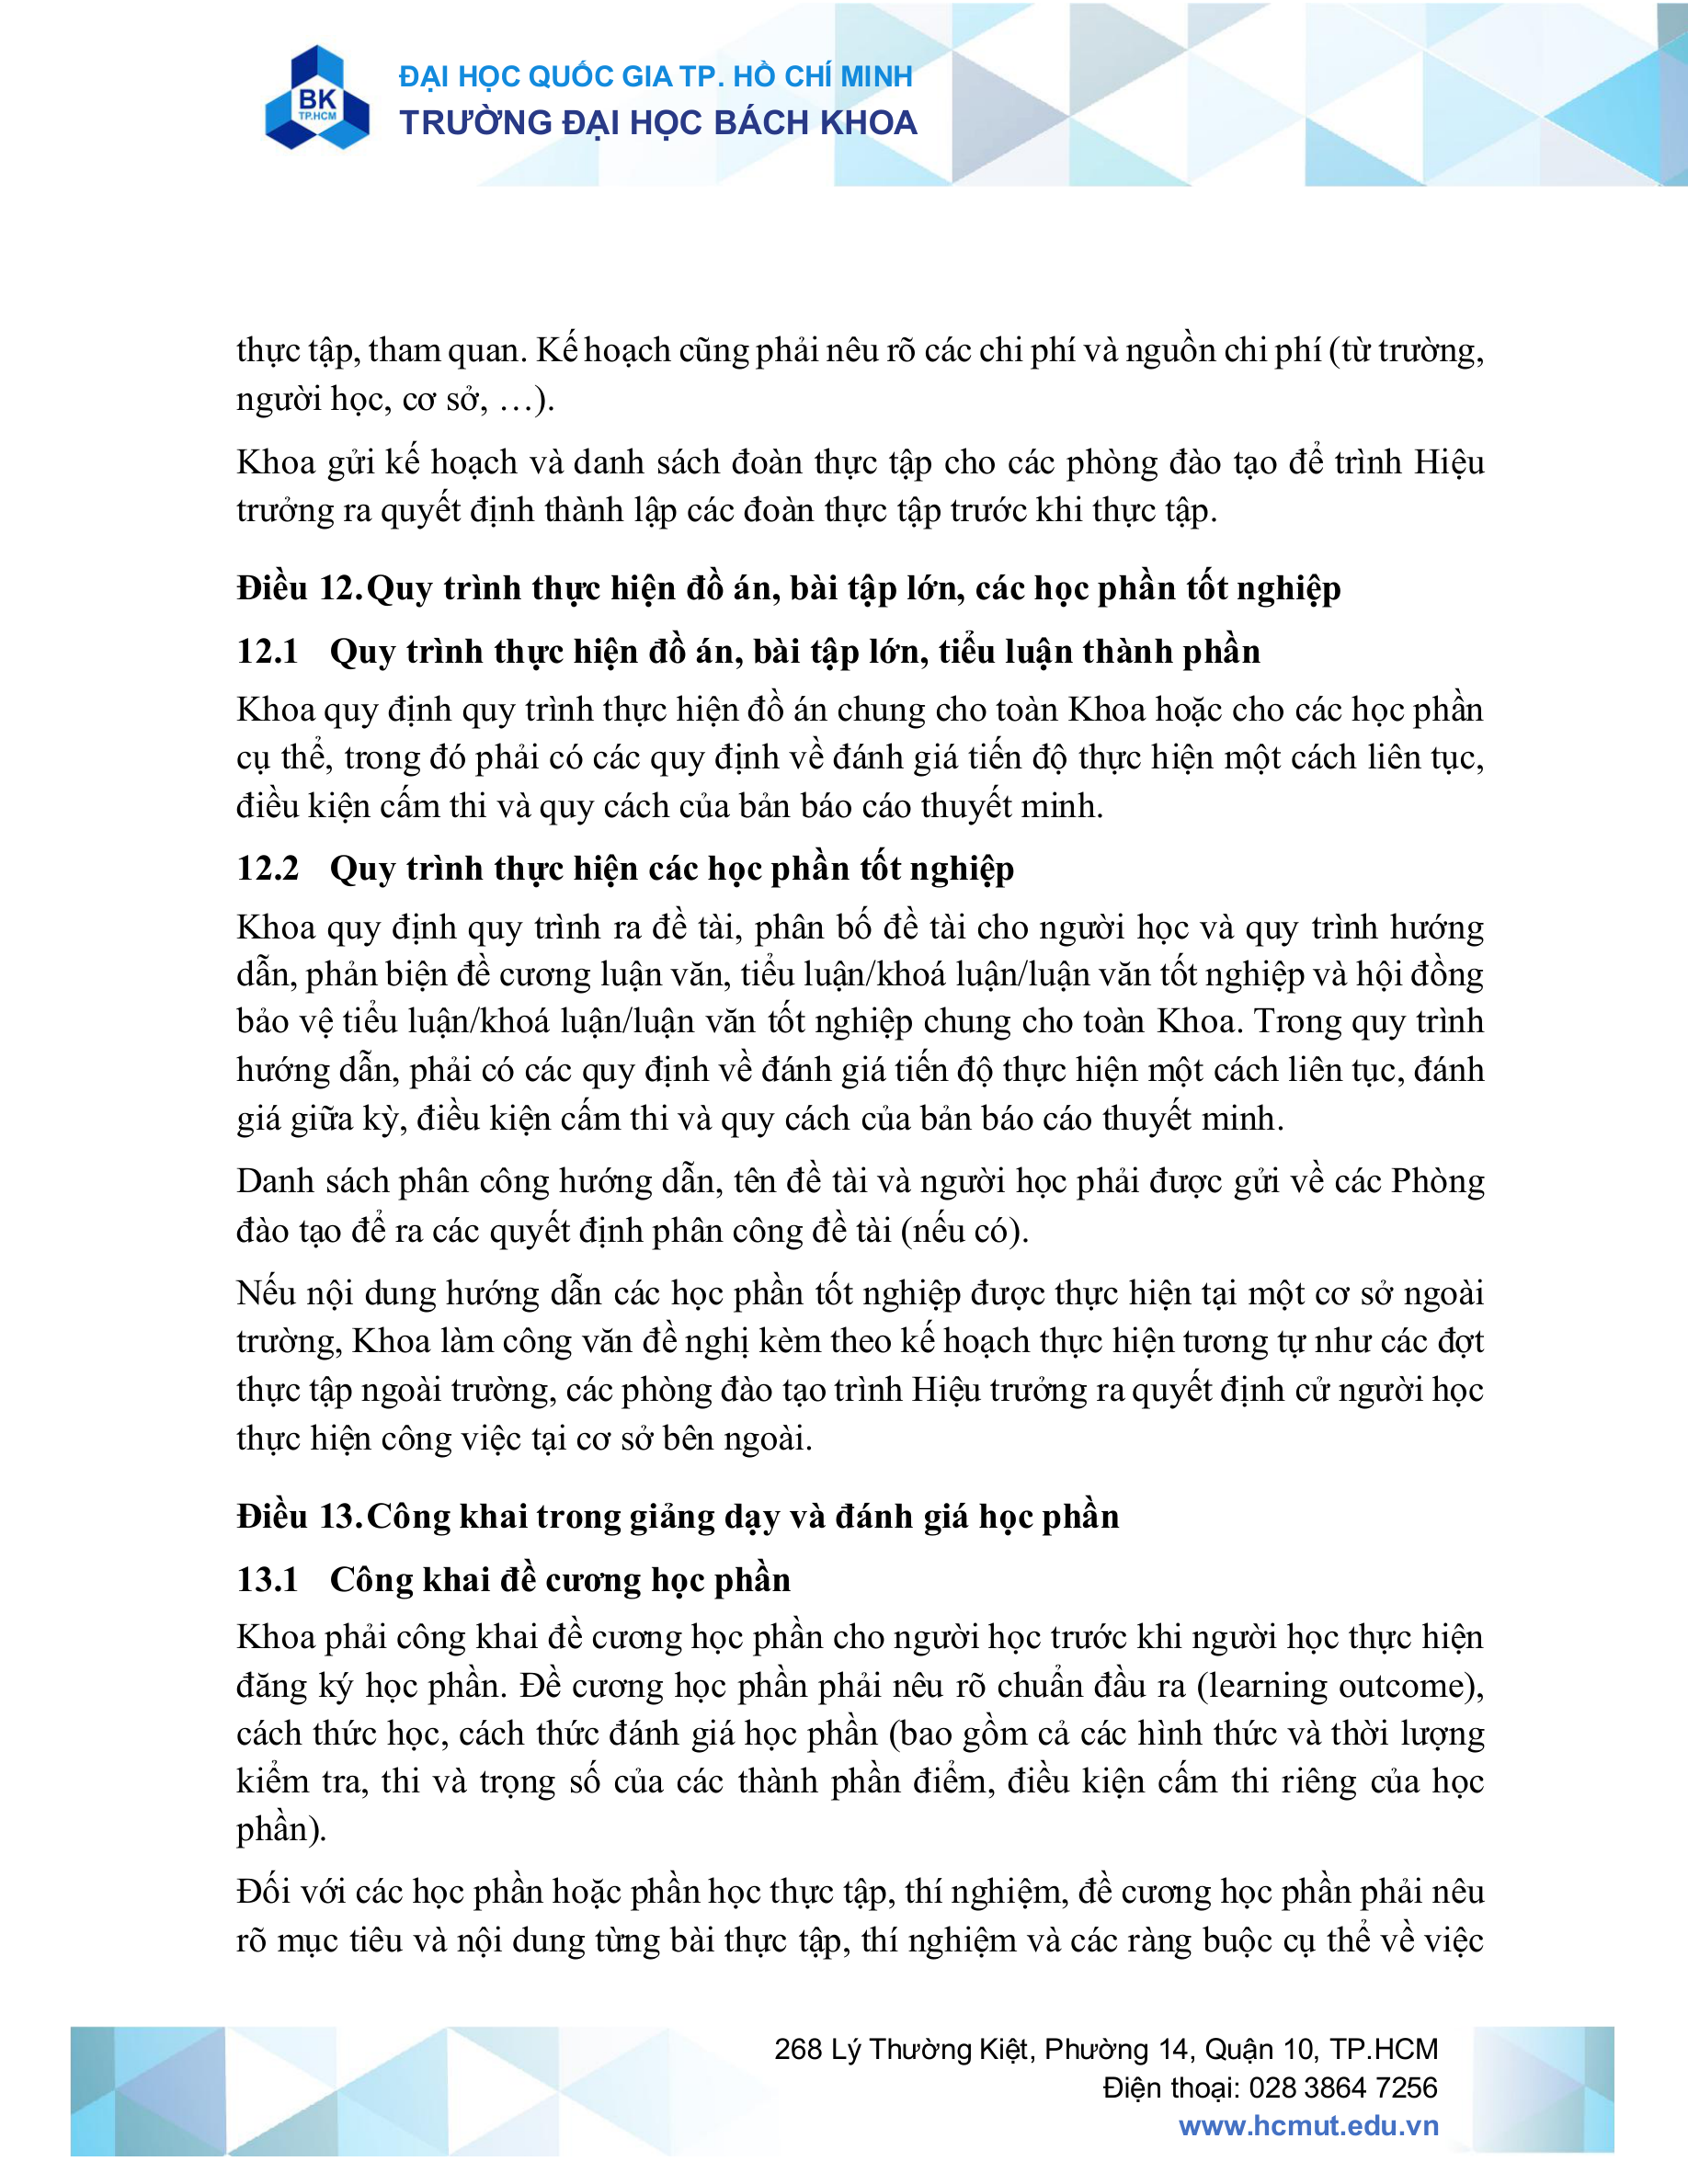 BK
TP.HCM
ĐẠI HỌC QUỐC GIA TP. HỒ CHÍ MINH
TRƯỜNG ĐẠI HỌC BÁCH KHOA
thực tập, tham quan. Kế hoạch cũng phải nêu rõ các chi phí và nguồn chi phí (từ trường,
người học, cơ sở, …).
Khoa gửi kế hoạch và danh sách đoàn thực tập cho các phòng đào tạo để trình Hiệu
trưởng ra quyết định thành lập các đoàn thực tập trước khi thực tập.
Điều 12. Quy trình thực hiện đồ án, bài tập lớn, các học phần tốt nghiệp
12.1 Quy trình thực hiện đồ án, bài tập lớn, tiểu luận thành phần
Khoa quy định quy trình thực hiện đồ án chung cho toàn Khoa hoặc cho các học phần
cụ thể, trong đó phải có các quy định về đánh giá tiến độ thực hiện một cách liên tục,
điều kiện cấm thi và quy cách của bản báo cáo thuyết minh.
12.2 Quy trình thực hiện các học phần tốt nghiệp
Khoa quy định quy trình ra đề tài, phân bố đề tài cho người học và quy trình hướng
dẫn, phản biện đề cương luận văn, tiểu luận/khoá luận/luận văn tốt nghiệp và hội đồng
bảo vệ tiểu luận/khoá luận/luận văn tốt nghiệp chung cho toàn Khoa. Trong quy trình
hướng dẫn, phải có các quy định về đánh giá tiến độ thực hiện một cách liên tục, đánh
giá giữa kỳ, điều kiện cấm thi và quy cách của bản báo cáo thuyết minh.
Danh sách phân công hướng dẫn, tên đề tài và người học phải được gửi về các Phòng
đào tạo để ra các quyết định phân công đề tài (nếu có).
Nếu nội dung hướng dẫn các học phần tốt nghiệp được thực hiện tại một cơ sở ngoài
trường, Khoa làm công văn đề nghị kèm theo kế hoạch thực hiện tương tự như các đợt
thực tập ngoài trường, các phòng đào tạo trình Hiệu trưởng ra quyết định cử người học
thực hiện công việc tại cơ sở bên ngoài.
Điều 13. Công khai trong giảng dạy và đánh giá học phần
13.1 Công khai đề cương học phần
Khoa phải công khai đề cương học phần cho người học trước khi người học thực hiện
đăng ký học phần. Đề cương học phần phải nêu rõ chuẩn đầu ra (learning outcome),
cách thức học, cách thức đánh giá học phần (bao gồm cả các hình thức và thời lượng
kiểm tra, thi và trọng số của các thành phần điểm, điều kiện cấm thi riêng của học
phần).
Đối với các học phần hoặc phần học thực tập, thí nghiệm, đề cương học phần phải nêu
rõ mục tiêu và nội dung từng bài thực tập, thí nghiệm và các ràng buộc cụ thể về việc
268 Lý Thường Kiệt, Phường 14, Quận 10, TP.HCM
Điện thoại: 028 3864 7256
www.hcmut.edu.vn